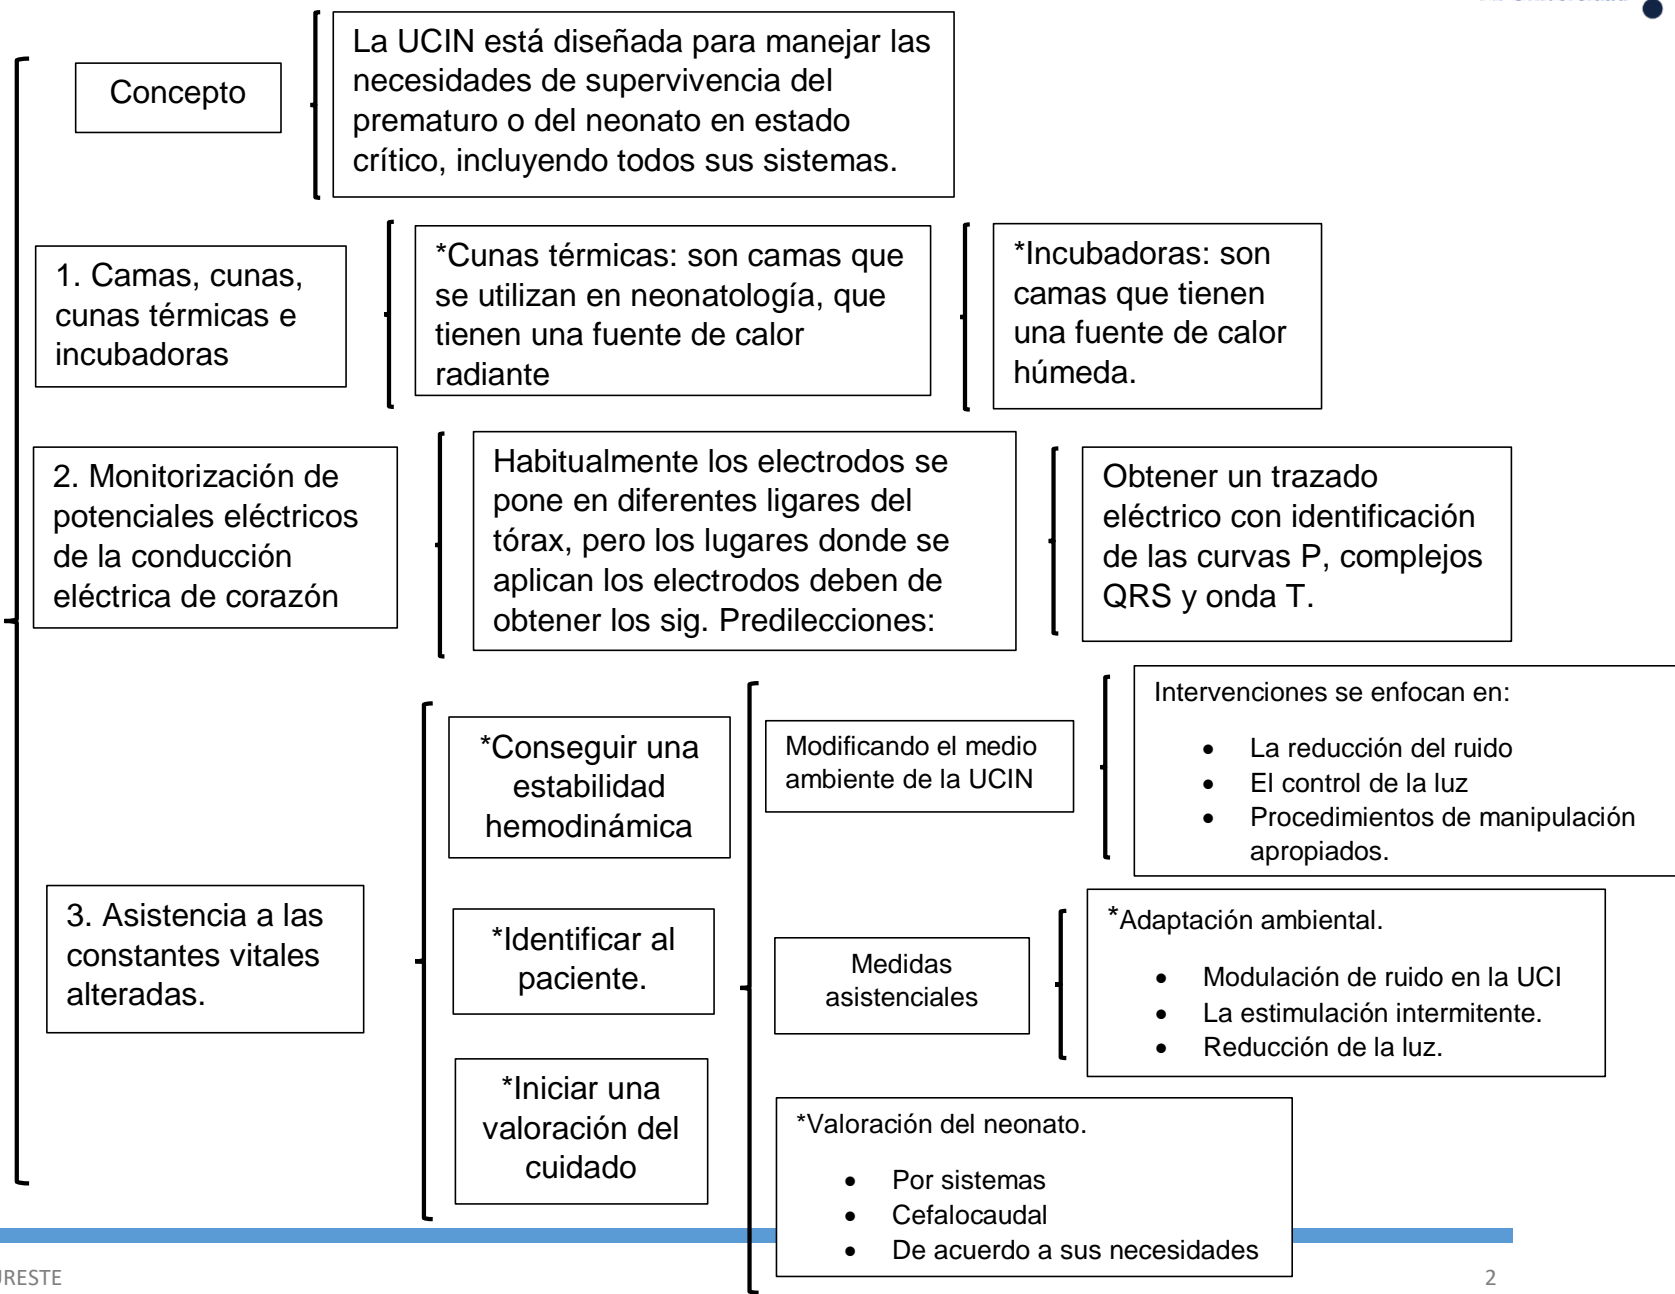 Concepto
La UCIN está diseñada para manejar las
necesidades de supervivencia del
prematuro o del neonato en estado
crítico, incluyendo todos sus sistemas.
1. Camas, cunas,
cunas térmicas e
incubadoras
*Cunas térmicas: son camas que
se utilizan en neonatología, que
tienen una fuente de calor
radiante
*Incubadoras: son
camas que tienen
una fuente de calor
húmeda.
2. Monitorización de
potenciales eléctricos
de la conducción
eléctrica de corazón
Habitualmente los electrodos se
pone en diferentes ligares del
tórax, pero los lugares donde se
aplican los electrodos deben de
obtener los sig. Predilecciones:
Obtener un trazado
eléctrico con identificación
de las curvas P, complejos
QRS y onda T.
3. Asistencia a las
constantes vitales
alteradas.
*Conseguir una
estabilidad
hemodinámica
*Identificar al
paciente.
*Iniciar una
valoración del
cuidado
Modificando el medio
ambiente de la UCIN
Intervenciones se enfocan en:
• La reducción del ruido
• El control de la luz
• Procedimientos de manipulación
apropiados.
Medidas
asistenciales
*Adaptación ambiental.
• Modulación de ruido en la UCI
• La estimulación intermitente.
• Reducción de la luz.
*Valoración del neonato.
• Por sistemas
• Cefalocaudal
• De acuerdo a sus necesidades
URESTE
2